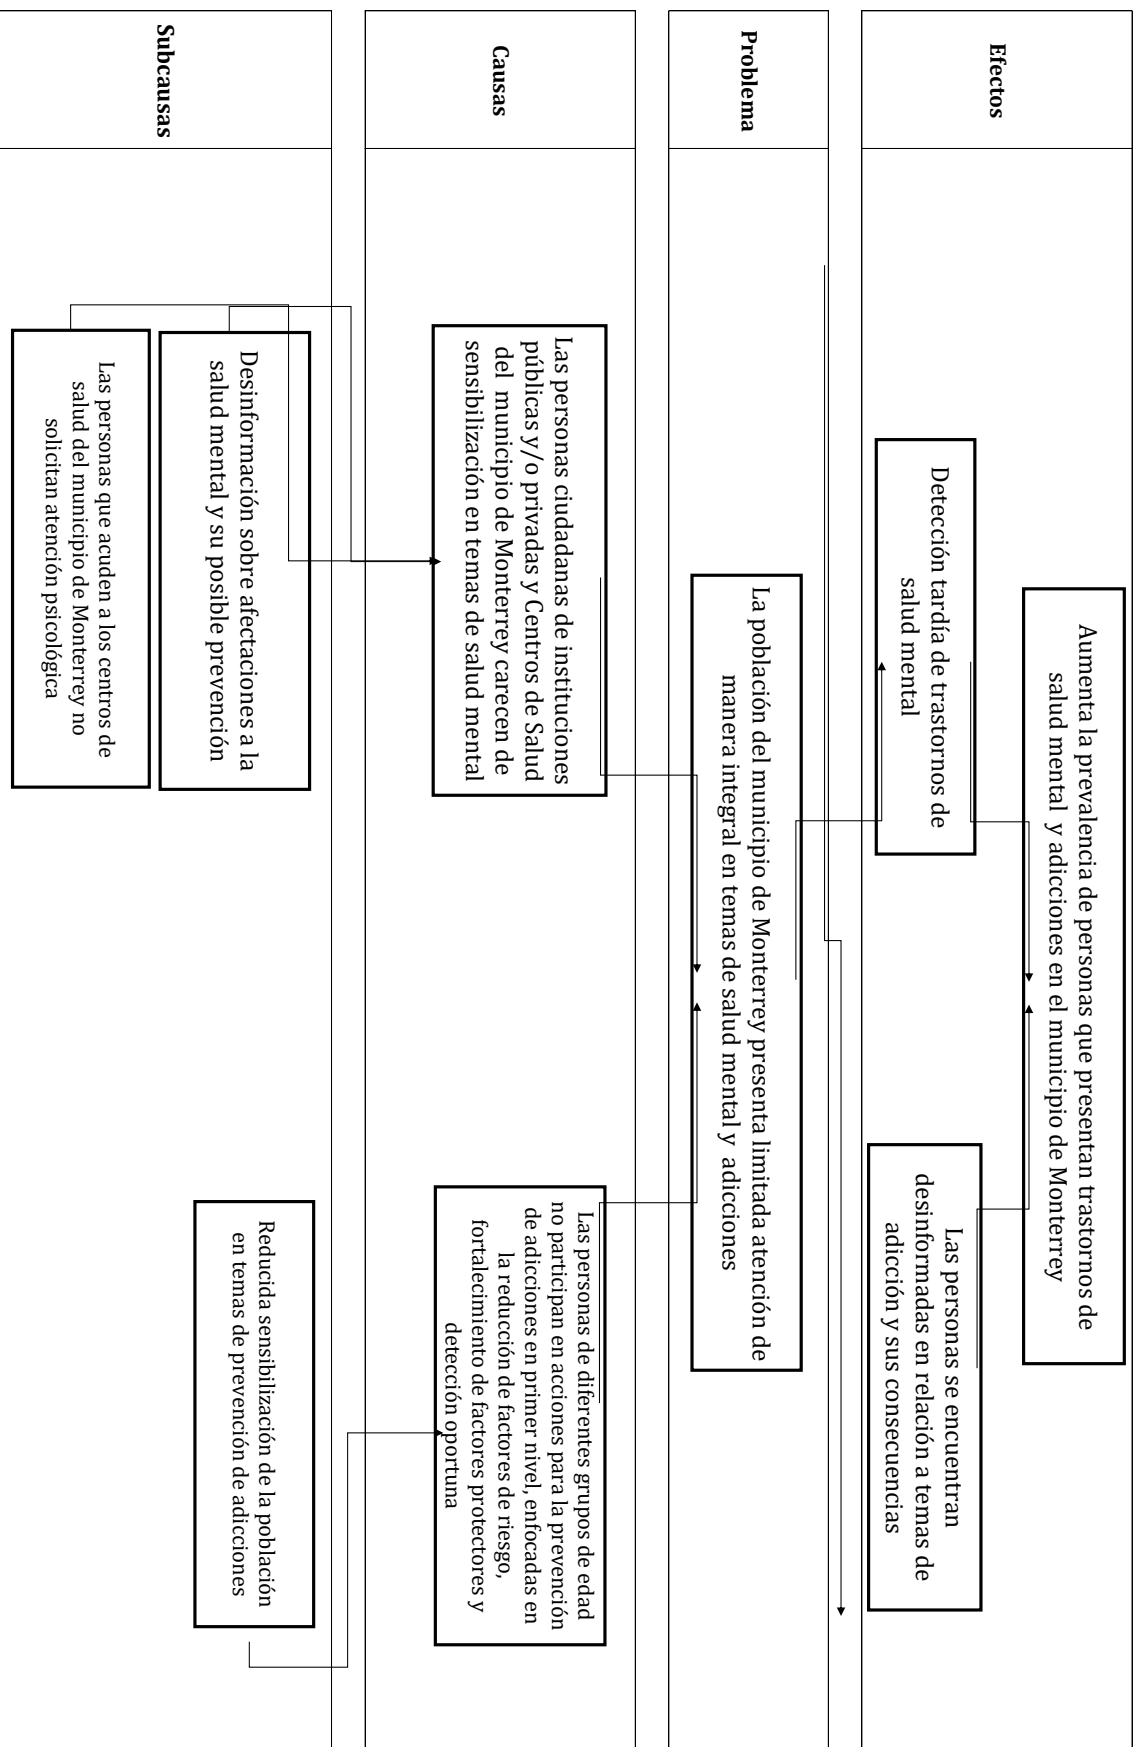 Efectos
Aumenta la prevalencia de personas que presentan trastornos de
salud mental y adicciones en el municipio de Monterrey
Detección tardía de trastornos de
salud mental
Las personas se encuentran
desinformadas en relación a temas de
adicción y sus consecuencias
Problema
La población del municipio de Monterrey presenta limitada atención de
manera integral en temas de salud mental y adicciones
Causas
Las personas ciudadanas de instituciones
públicas y/o privadas y Centros de Salud
del municipio de Monterrey carecen de
sensibilización en temas de salud mental
Las personas de diferentes grupos de edad
no participan en acciones para la prevención
de adicciones en primer nivel, enfocadas en
la reducción de factores de riesgo,
fortalecimiento de factores protectores y
detección oportuna
Subcausas
Desinformación sobre afectaciones a la
salud mental y su posible prevención
Las personas que acuden a los centros de
salud del municipio de Monterrey no
solicitan atención psicológica
Reducida sensibilización de la población
en temas de prevención de adicciones